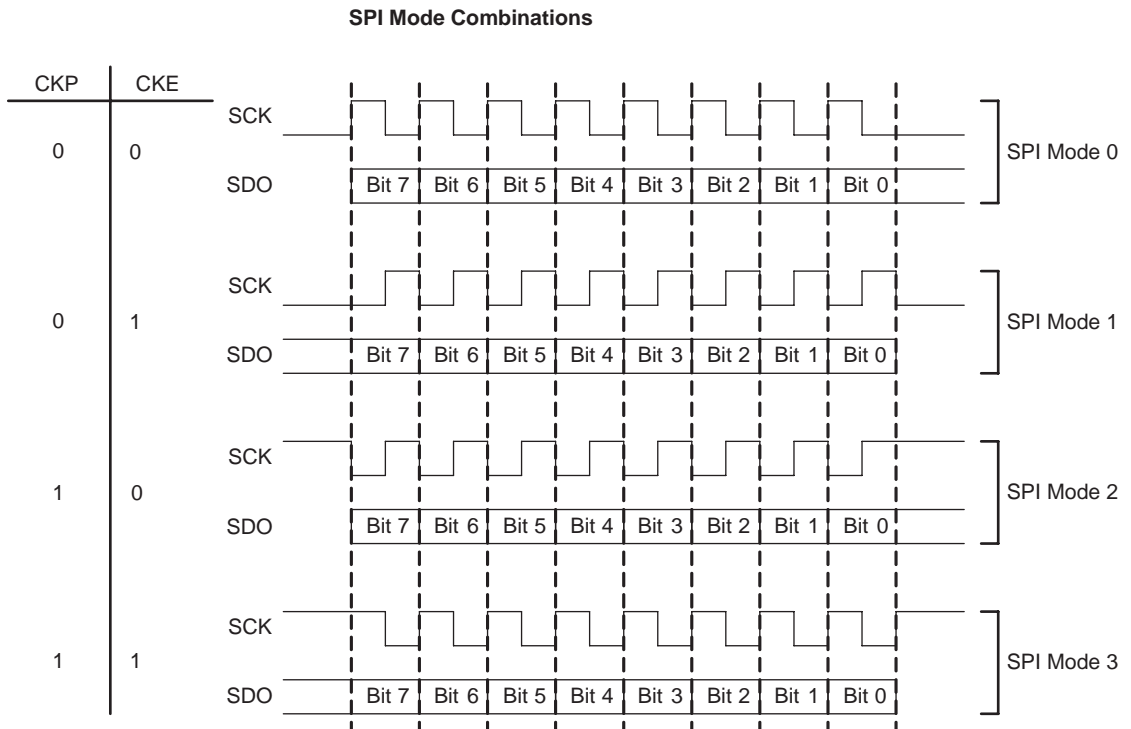 SPI Mode Combinations
CKP CKE
SCK
0 0 SPI Mode 0
SDO Bit 7 Bit 6 Bit 5 Bit 4 Bit 3 Bit 2 Bit 1 Bit 0
SCK
0 1 SPI Mode 1
SDO Bit 7 Bit 6 Bit 5 Bit 4 Bit 3 Bit 2 Bit 1 Bit 0
SCK
1 0 SPI Mode 2
SDO Bit 7 Bit 6 Bit 5 Bit 4 Bit 3 Bit 2 Bit 1 Bit 0
SCK
1 1 SPI Mode 3
SDO Bit 7 Bit 6 Bit 5 Bit 4 Bit 3 Bit 2 Bit 1 Bit 0